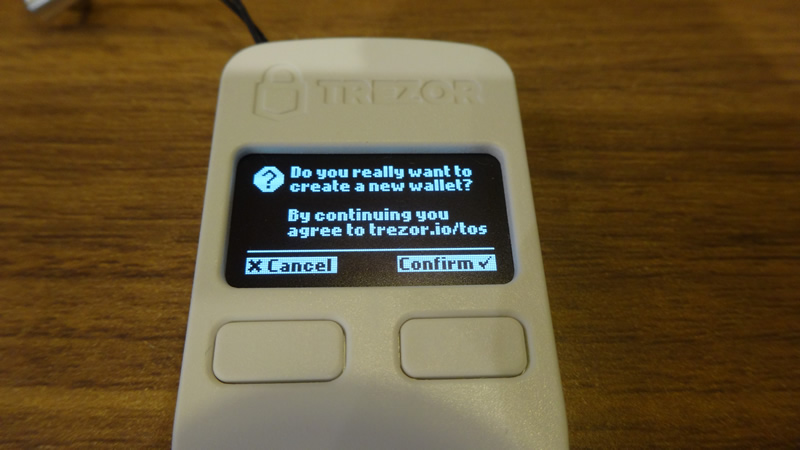 TREZOR
?
Do you really want to
create a new wallet?
By continuing you
agree to trezor.io/tos
✗ Cancel
Confirm ✓